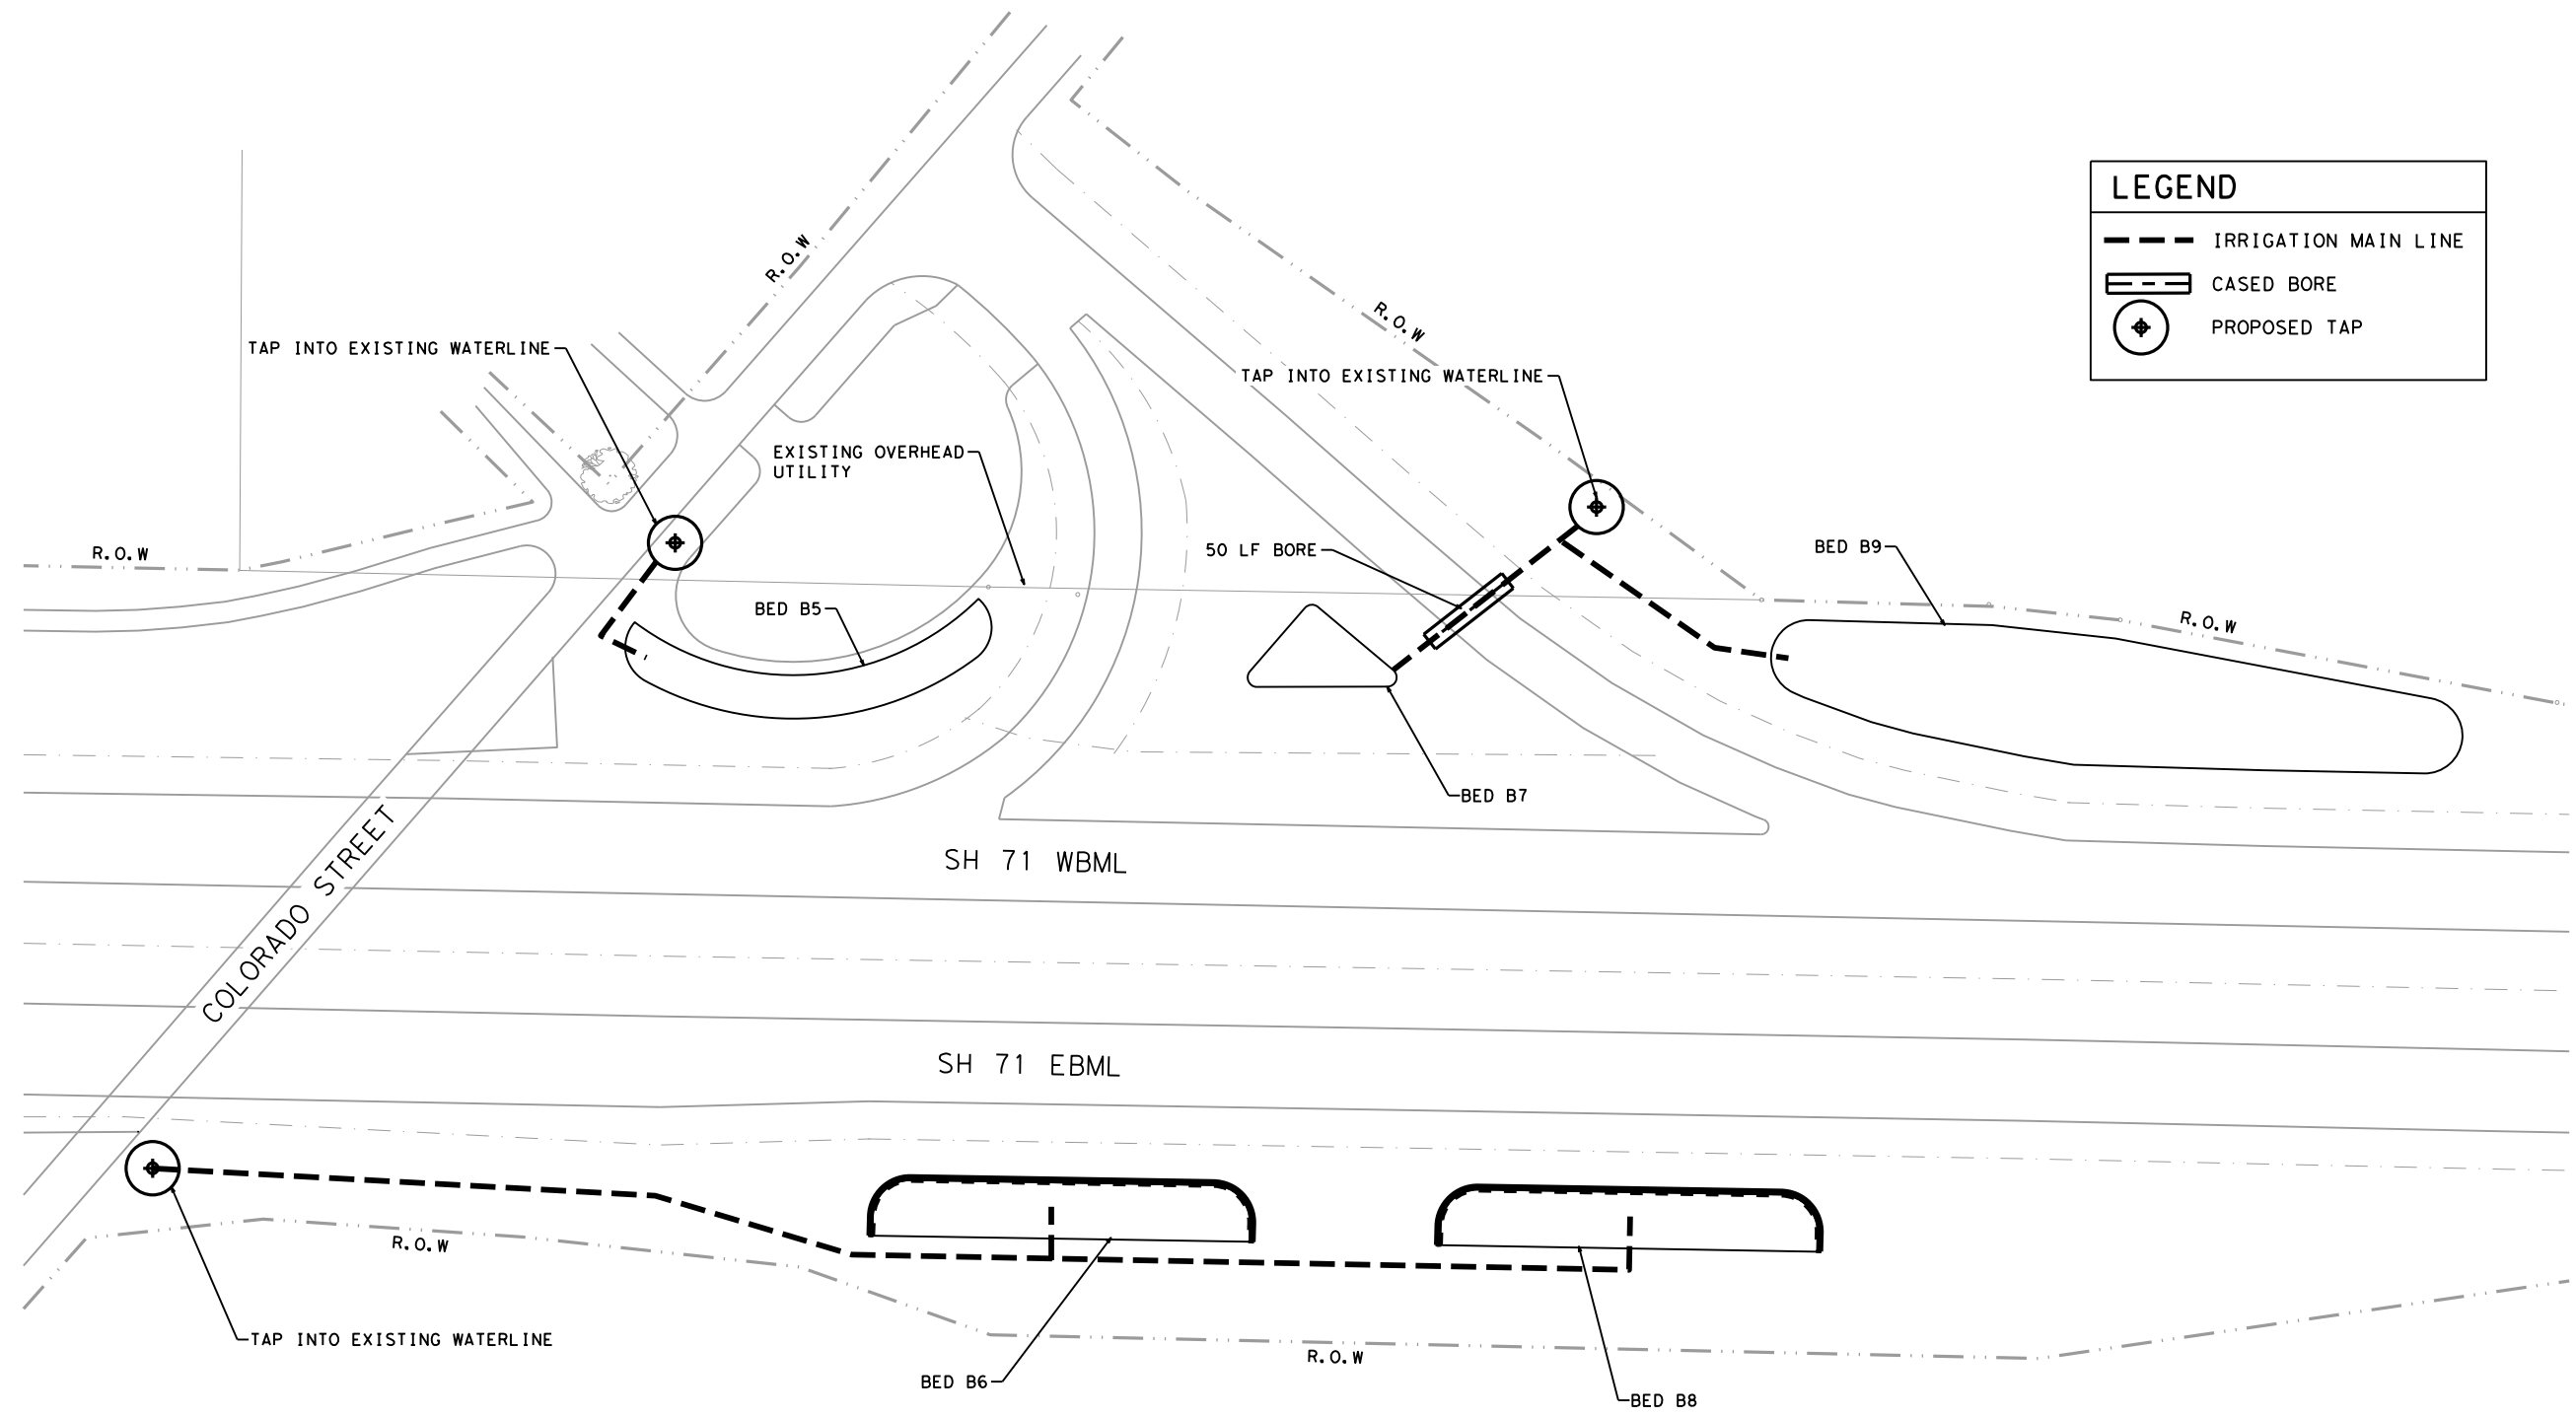 LEGEND
IRRIGATION MAIN LINE
CASED BORE
PROPOSED TAP
R.O.W
R.O.W
TAP INTO EXISTING WATERLINE
TAP INTO EXISTING WATERLINE
EXISTING OVERHEAD
UTILITY
R.O.W
50 LF BORE
BED B9
BED B5
R.O.W
BED B7
SH 71 WBML
COLORADO STREET
SH 71 EBML
R.O.W
TAP INTO EXISTING WATERLINE
R.O.W
BED B6
BED B8